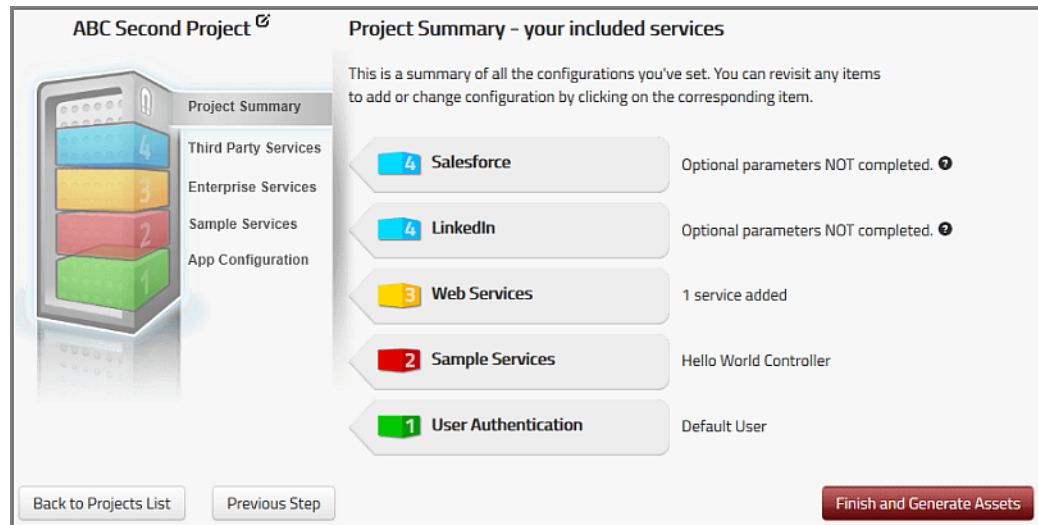 ABC Second Project
Project Summary
4
Third Party Services
3
Enterprise Services
2
Sample Services
1
App Configuration
Project Summary - your included services
This is a summary of all the configurations you've set. You can revisit any items
to add or change configuration by clicking on the corresponding item.
4 Salesforce Optional parameters NOT completed. ?
4 LinkedIn Optional parameters NOT completed. ?
3 Web Services 1 service added
2 Sample Services Hello World Controller
1 User Authentication Default User
Back to Projects List Previous Step Finish and Generate Assets